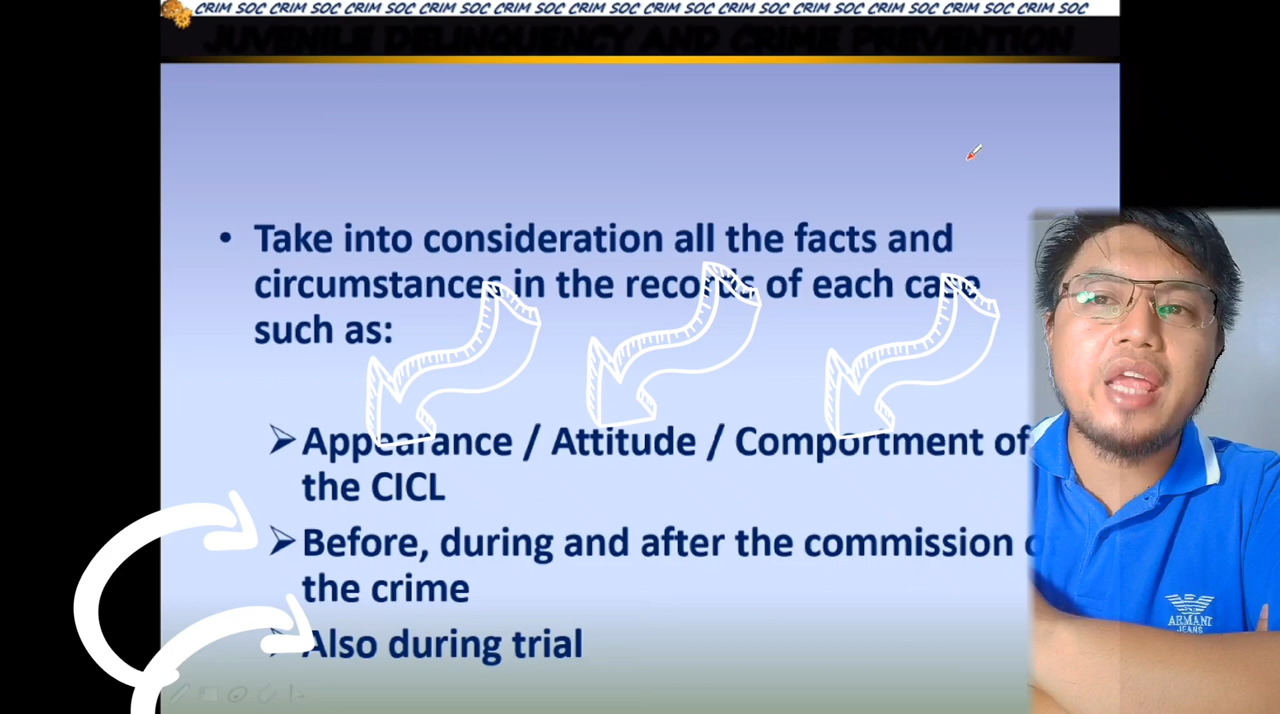 CRIM SOC CRIM SOC CRIM SOC CRIM SOC CRIM SOC CRIM SOC CRIM SOC CRIM SOC CRIM SOC CRIM SOC CRIM SOC CRIM SOC
JUVENILE DELINQUENCY AND CRIME PREVENTION
• Take into consideration all the facts and
circumstances in the records of each case
such as:
➢Appearance / Attitude / Comportment of
the CICL
➢Before, during and after the commission of
the crime
➢Also during trial
ARMANI
JEANS